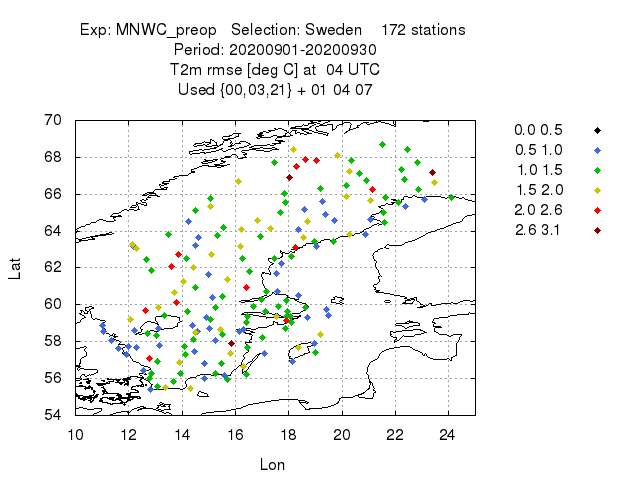 Exp: MNWC_preop Selection: Sweden 172 stations
Period: 20200901-20200930
T2m rmse [deg C] at 04 UTC
Used {00,03,21} + 01 04 07
70
68
66
64
62
60
58
56
54
Lat
10 12 14 16 18 20 22 24
Lon
0.0 0.5
0.5 1.0
1.0 1.5
1.5 2.0
2.0 2.6
2.6 3.1